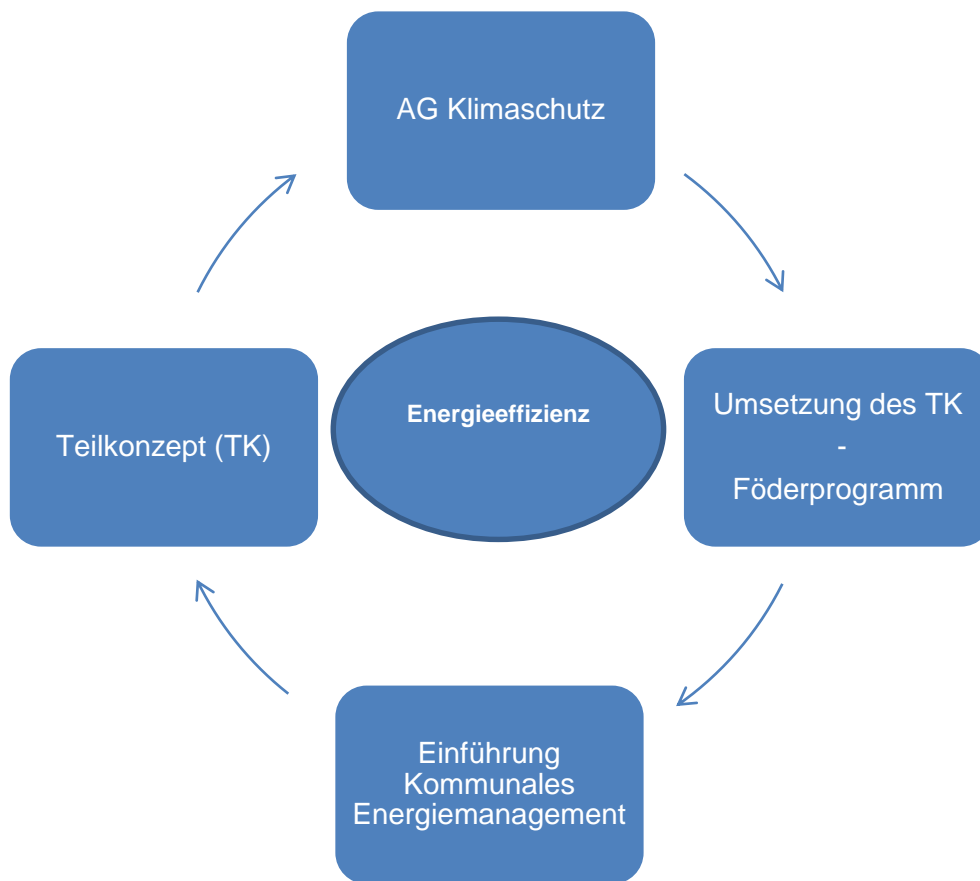 AG Klimaschutz
Teilkonzept (TK)
Energieeffizienz
Umsetzung des TK
-
Föderprogramm
Einführung
Kommunales
Energiemanagement